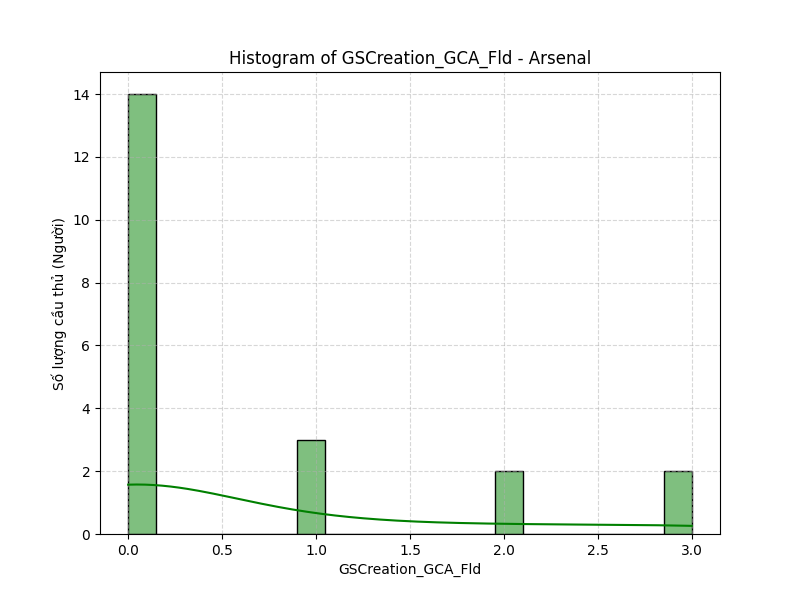 Histogram of GSCreation_GCA_Fld - Arsenal
Số lượng cầu thủ (Người)
14
12
10
8
6
4
2
0
0.0 0.5 1.0 1.5 2.0 2.5 3.0
GSCreation_GCA_Fld